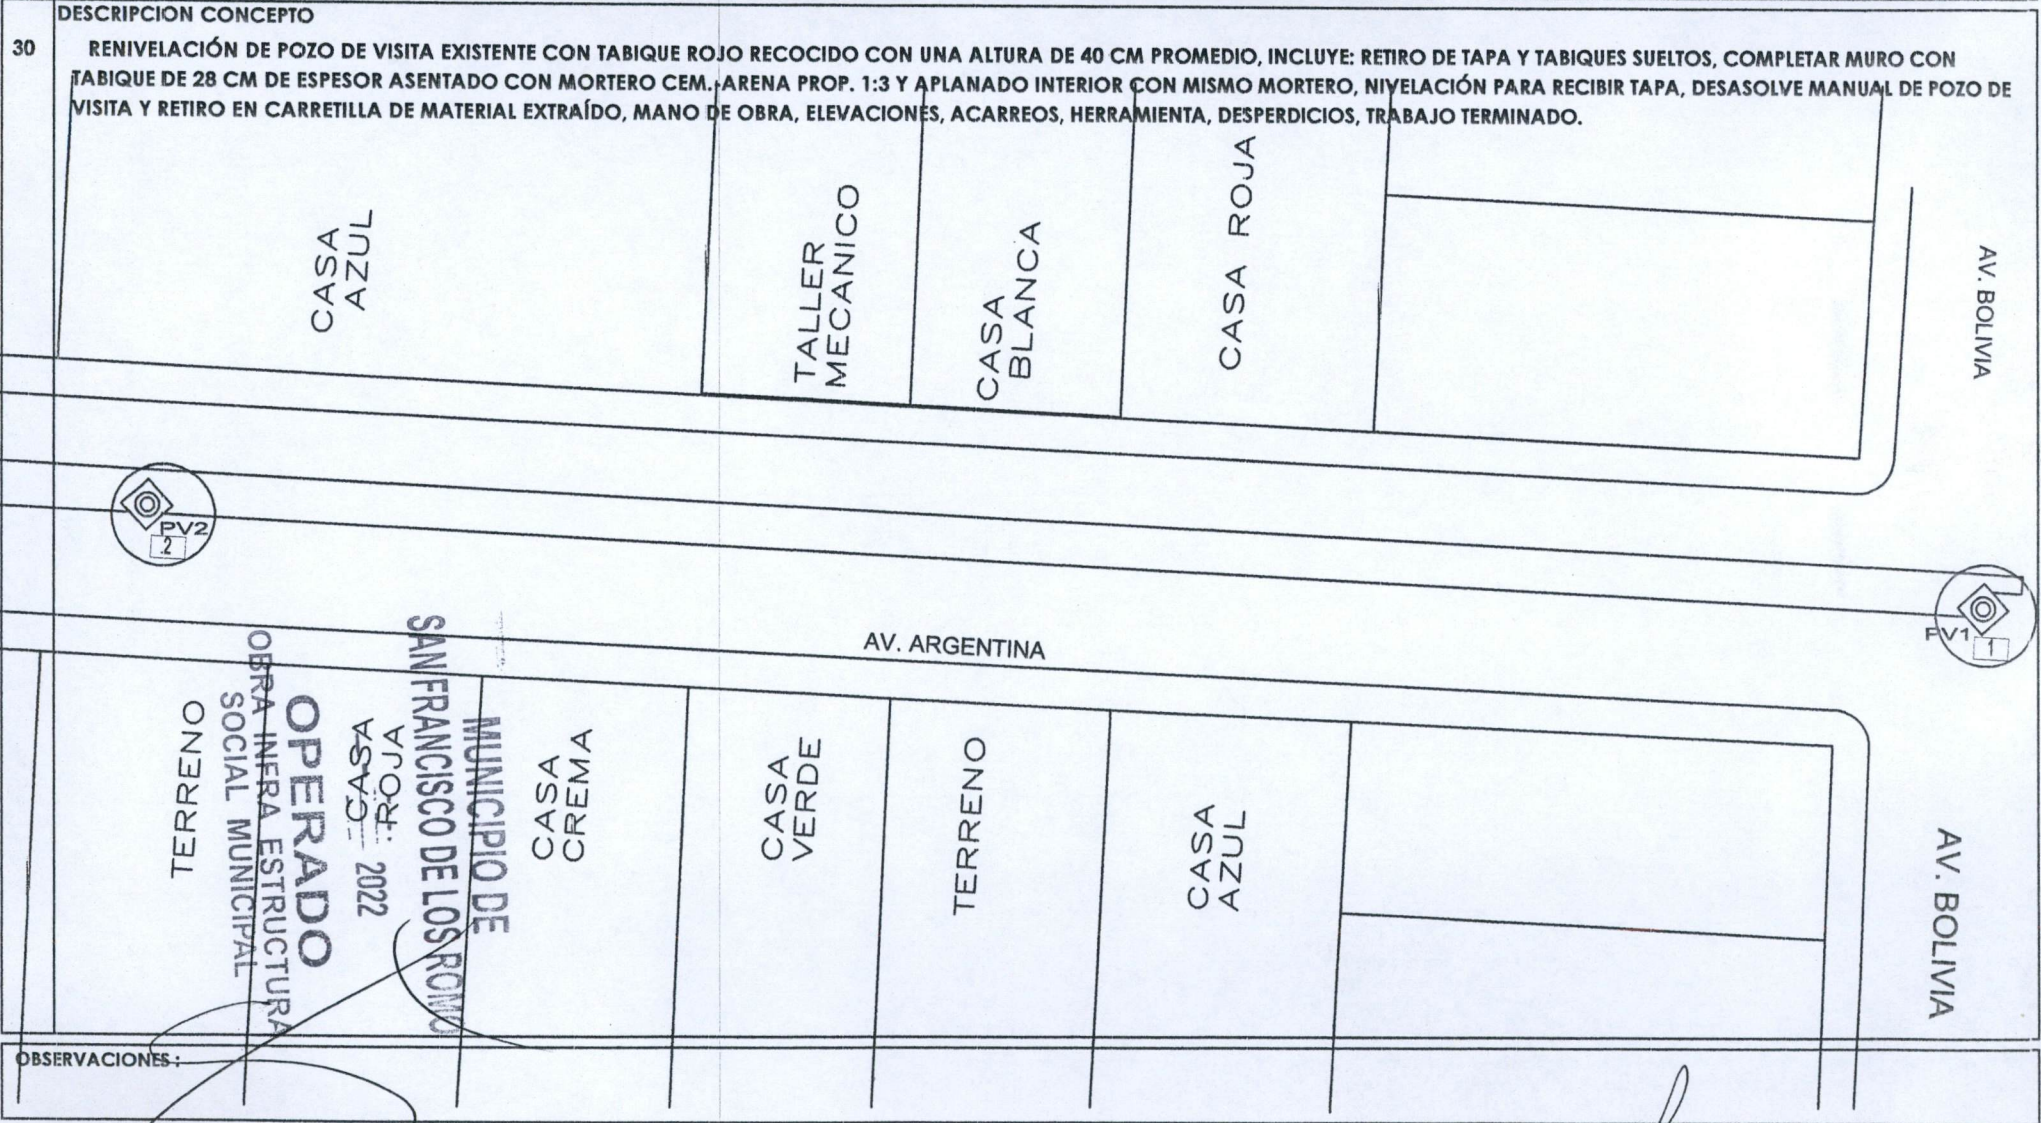 DESCRIPCION CONCEPTO
30 RENIVELACIÓN DE POZO DE VISITA EXISTENTE CON TABIQUE ROJO RECOCIDO CON UNA ALTURA DE 40 CM PROMEDIO, INCLUYE: RETIRO DE TAPA Y TABIQUES SUELTOS, COMPLETAR MURO CON
TABIQUE DE 28 CM DE ESPESOR ASENTADO CON MORTERO CEM.-ARENA PROP. 1:3 Y APLANADO INTERIOR CON MISMO MORTERO, NIVELACIÓN PARA RECIBIR TAPA, DESASOLVE MANUAL DE POZO DE
VISITA Y RETIRO EN CARRETILLA DE MATERIAL EXTRAÍDO, MANO DE OBRA, ELEVACIONES, ACARREOS, HERRAMIENTA, DESPERDICIOS, TRABAJO TERMINADO.
CASA
AZUL
TALLER
MECANICO
CASA
BLANCA
CASA ROJA
AV. BOLIVIA
PV2
2
AV. ARGENTINA
PV1
1
TERRENO
OPERADO
OBRA INFRA ESTRUCTURA
SOCIAL MUNICIPAL
CASA
ROJA
2022
MUNICIPIO DE
SAN FRANCISCO DE LOS ROMO
CASA
CREMA
CASA
VERDE
TERRENO
CASA
AZUL
AV. BOLIVIA
OBSERVACIONES :